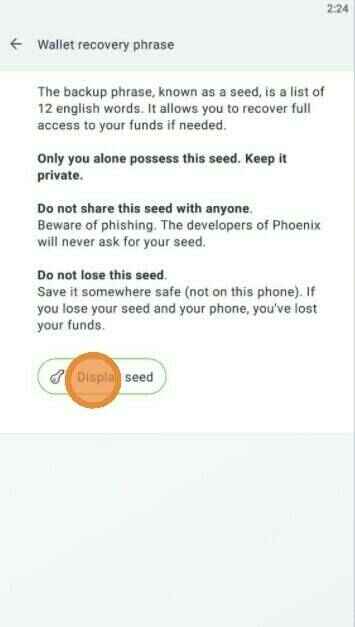 2:24
Wallet recovery phrase
The backup phrase, known as a seed, is a list of
12 english words. It allows you to recover full
access to your funds if needed.
Only you alone possess this seed. Keep it
private.
Do not share this seed with anyone.
Beware of phishing. The developers of Phoenix
will never ask for your seed.
Do not lose this seed.
Save it somewhere safe (not on this phone). If
you lose your seed and your phone, you've lost
your funds.
Display seed